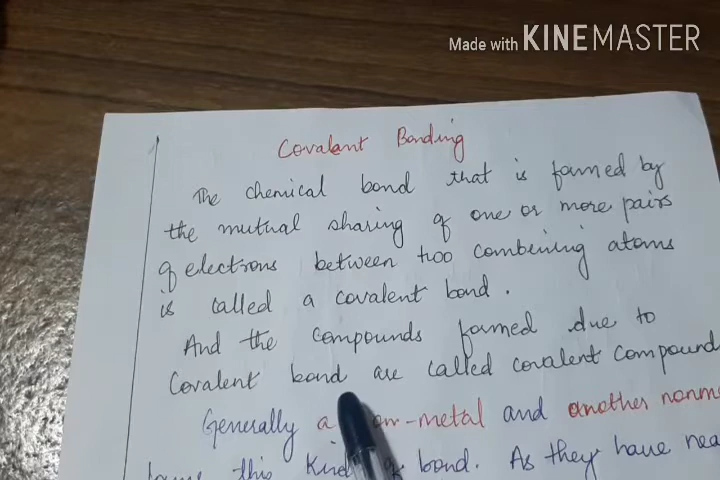 Made with KINEMASTER
Covalent Bonding
The chemical bond that is formed by
the mutual sharing of one or more pairs
of electrons between two combining atoms
is called a covalent bond.
And the compounds formed due to
Covalent bond are called covalent compound
Generally a non-metal and another nonm
this kind of bond. As they have nea